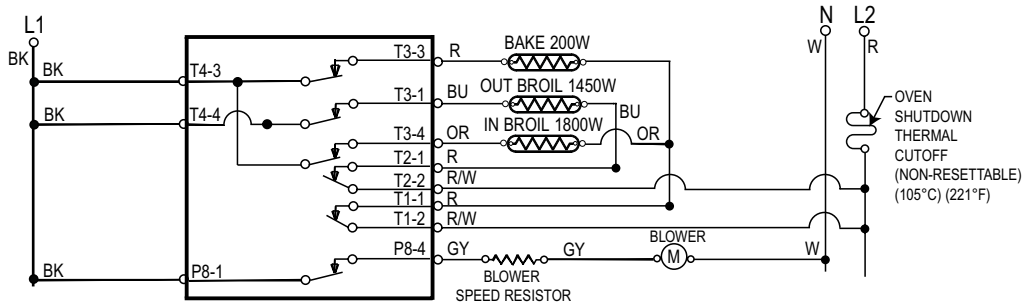 L1
N
L2
BK
W
R
BK
T4-3
T3-3
R
BAKE 200W
BK
T4-4
T3-1
BU
OUT BROIL 1450W
BU
T3-4
OR
IN BROIL 1800W
OR
T2-1
R
T2-2
R/W
T1-1
R
T1-2
R/W
OVEN
SHUTDOWN
THERMAL
CUTOFF
(NON-RESETTABLE)
(105°C) (221°F)
BK
P8-1
P8-4
GY
GY
BLOWER
M
W
BLOWER
SPEED RESISTOR